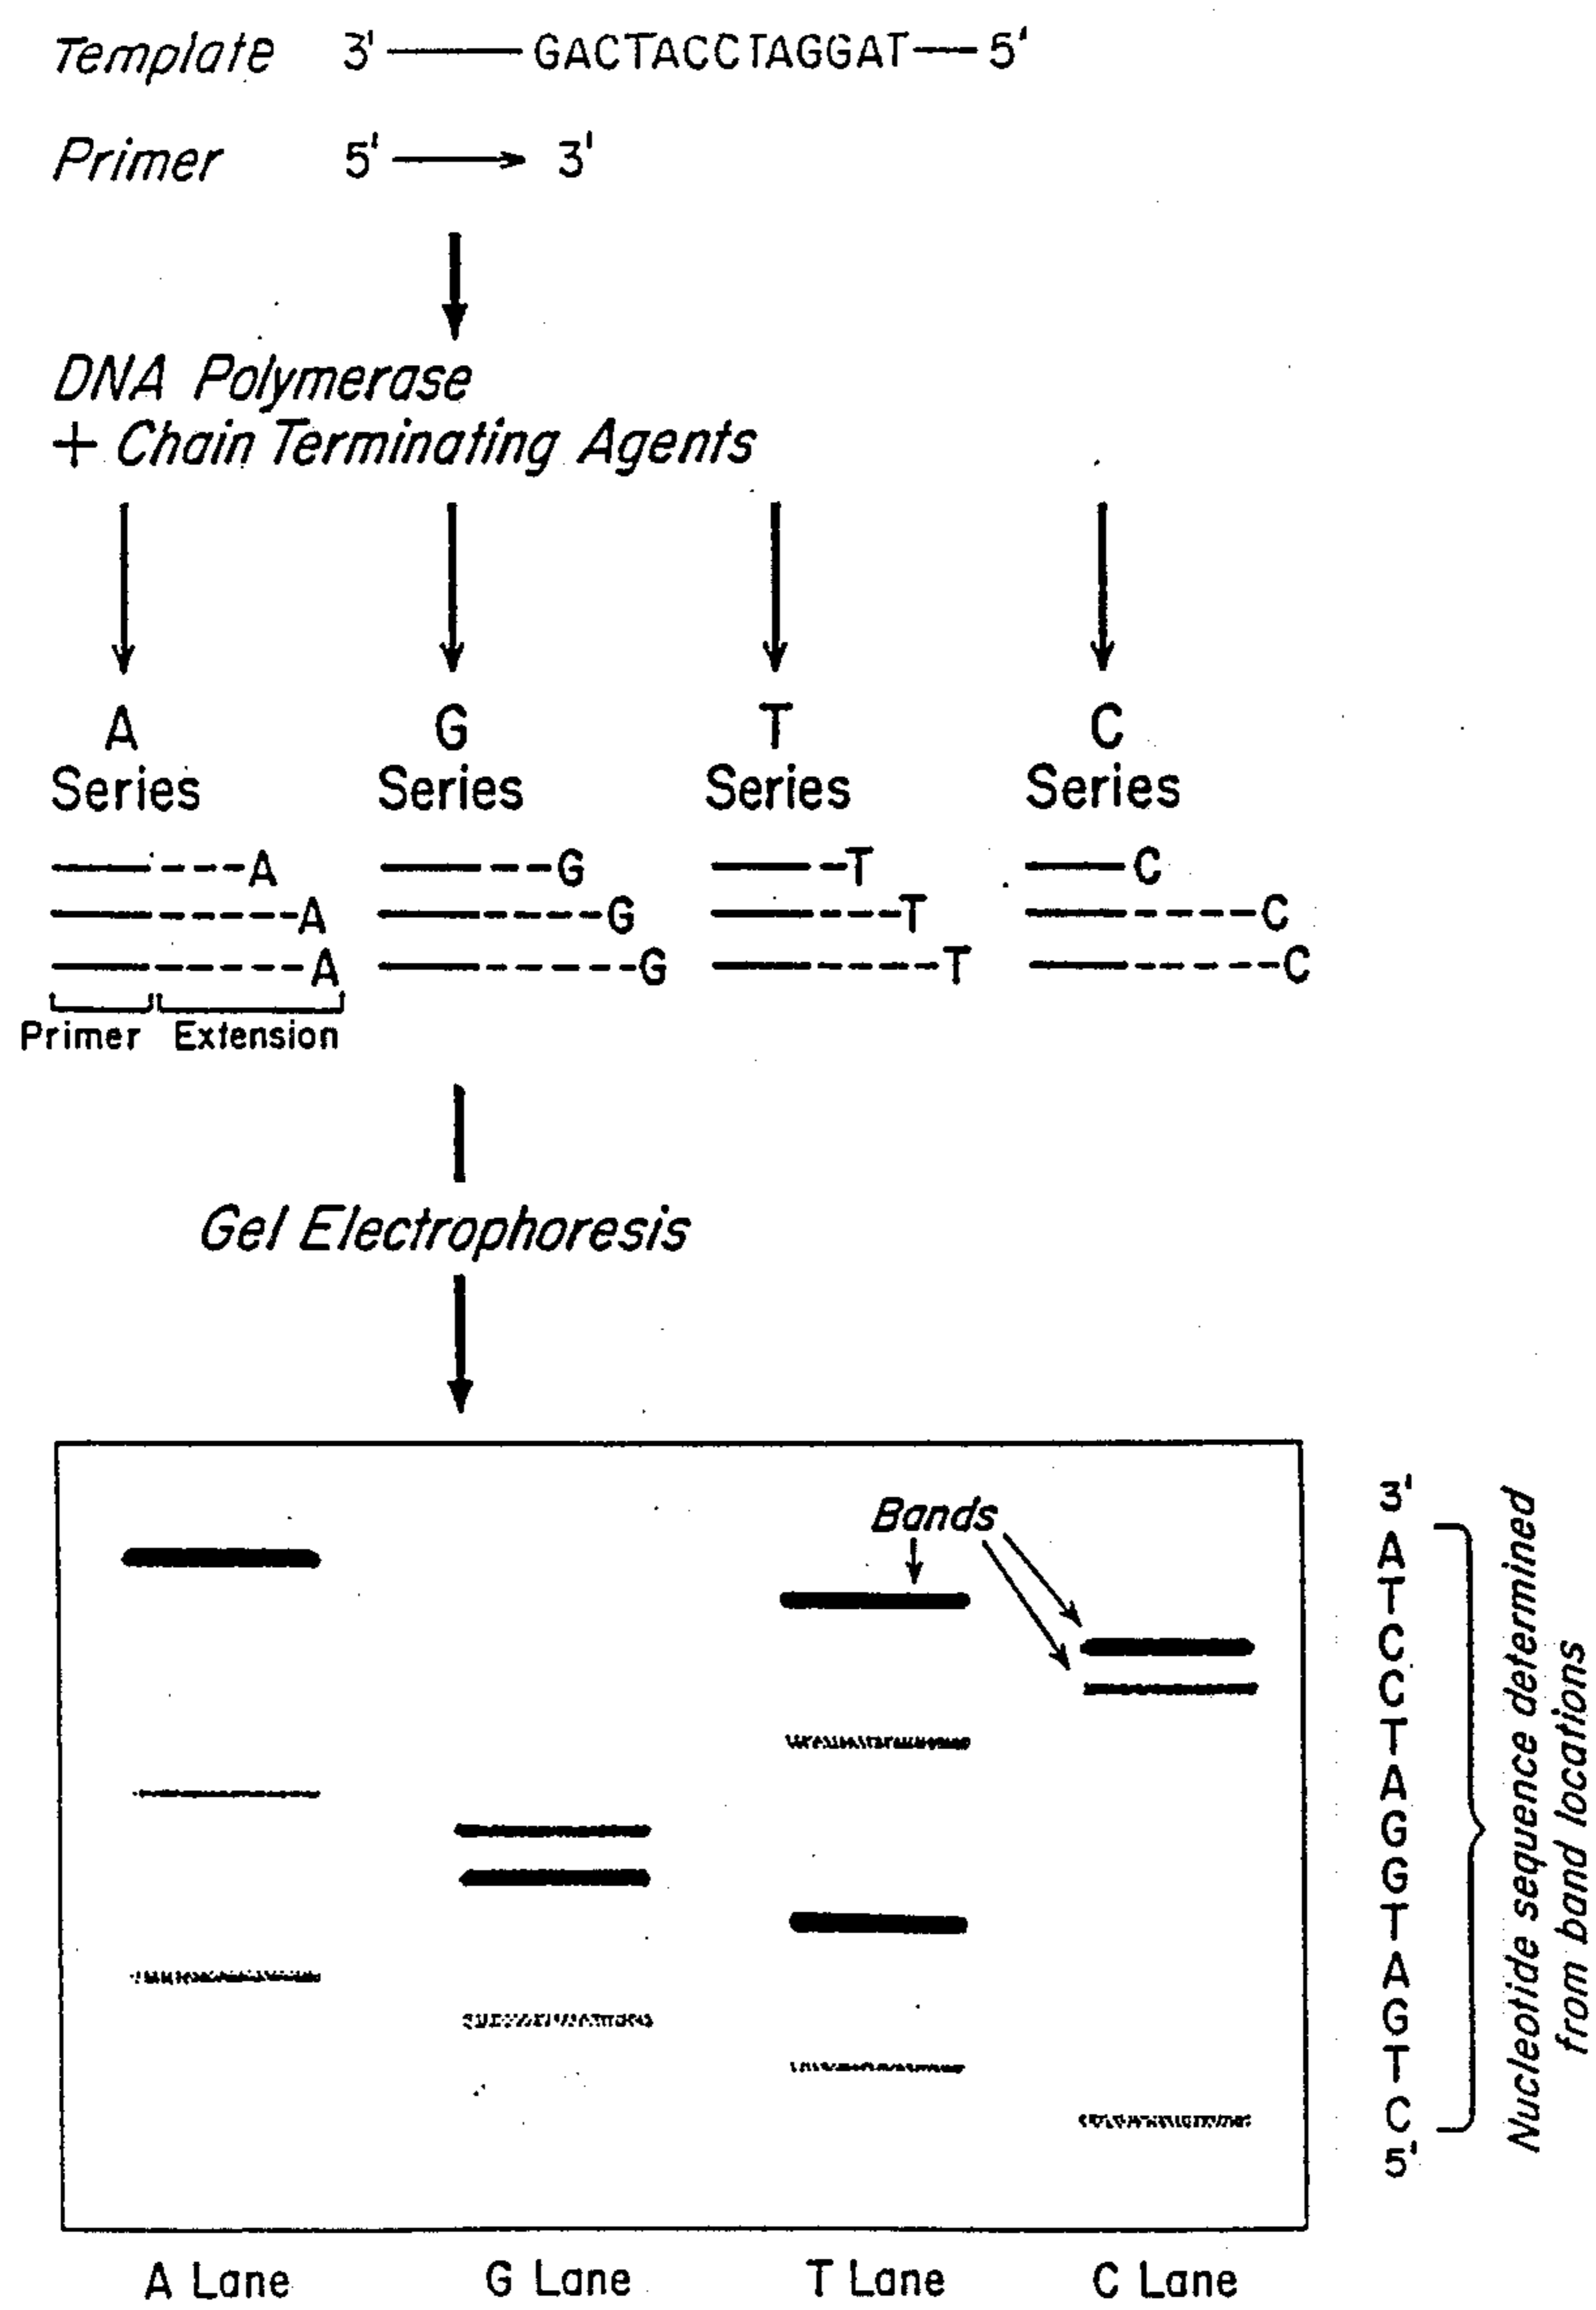 Template 3' GACTACCTAGGAT 5'
Primer 5' 3'
DNA Polymerase
+ Chain Terminating Agents
A G T C
Series Series Series Series
A G T C
A G T C
A G T C
Primer Extension
Gel Electrophoresis
Bands
3'
A
T
C
C
T
A
G
G
T
A
G
T
C
5'
Nucleotide sequence determined
from band locations
A Lane G Lane T Lane C Lane